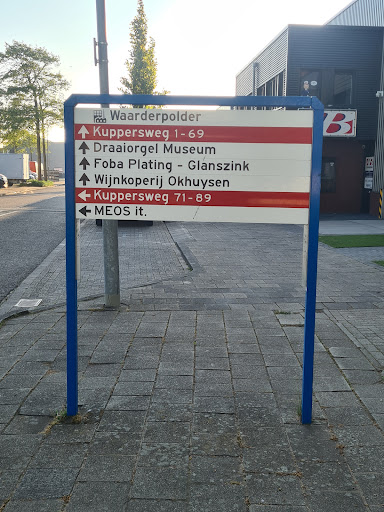 Waarderpolder
Kuppersweg 1-69
Draaiorgel Museum
Foba Plating - Glanszink
Wijnkoperij Okhuysen
Kuppersweg 71-89
MEOS it.
B